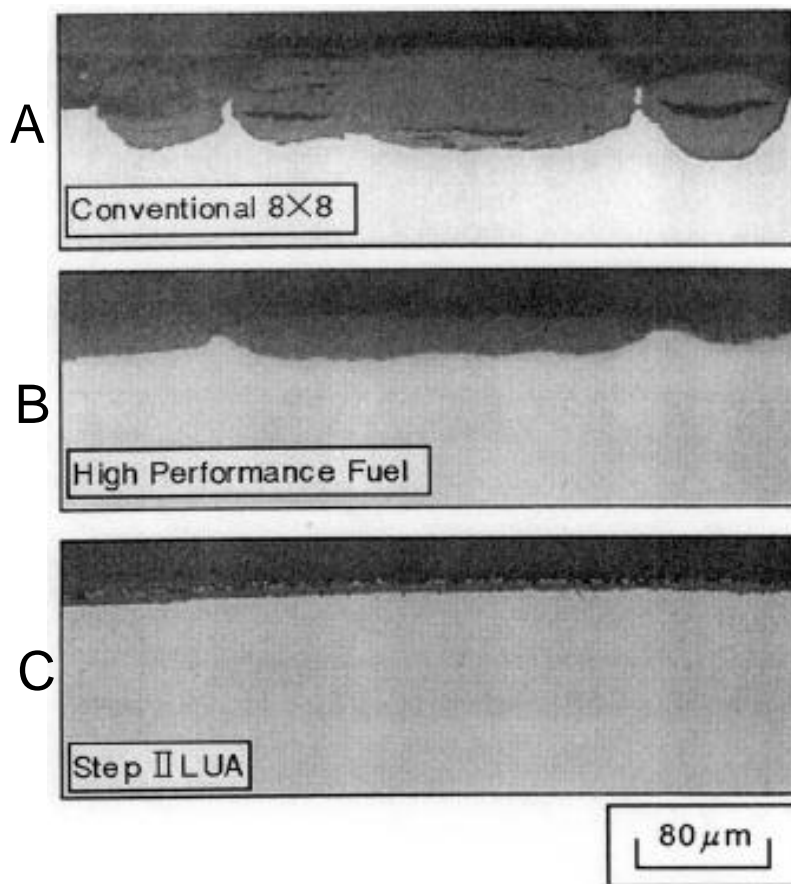 A
Conventional 8×8
B
High Performance Fuel
C
Step Ⅱ LUA
80μm